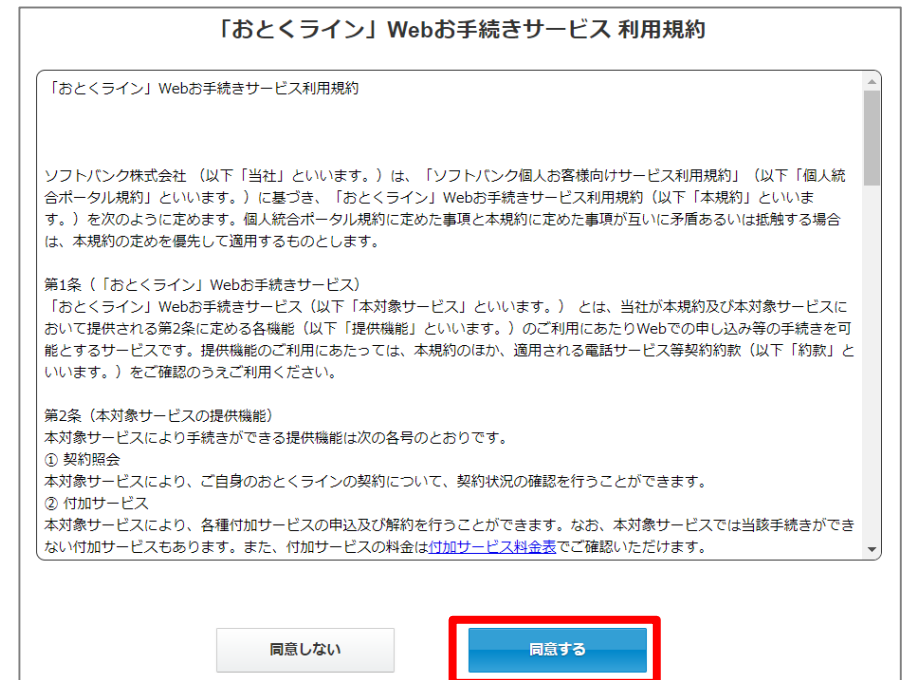 「おとくライン」Webお手続きサービス 利用規約
「おとくライン」Webお手続きサービス利用規約
ソフトバンク株式会社 （以下「当社」といいます。）は、「ソフトバンク個人お客様向けサービス利用規約」（以下「個人統
合ポータル規約」といいます。）に基づき、「おとくライン」Webお手続きサービス利用規約（以下「本規約」といいま
す。）を次のように定めます。個人統合ポータル規約に定めた事項と本規約に定めた事項が互いに矛盾あるいは抵触する場合
は、本規約の定めを優先して適用するものとします。
第1条（「おとくライン」Webお手続きサービス）
「おとくライン」Webお手続きサービス（以下「本対象サービス」といいます。） とは、当社が本規約及び本対象サービスに
おいて提供される第2条に定める各機能（以下「提供機能」といいます。）のご利用にあたりWebでの申し込み等の手続きを可
能とするサービスです。提供機能のご利用にあたっては、本規約のほか、適用される電話サービス等契約約款（以下「約款」と
いいます。）をご確認のうえご利用ください。
第2条（本対象サービスの提供機能）
本対象サービスにより手続きができる提供機能は次の各号のとおりです。
① 契約照会
本対象サービスにより、ご自身のおとくラインの契約について、契約状況の確認を行うことができます。
② 付加サービス
本対象サービスにより、各種付加サービスの申込及び解約を行うことができます。なお、本対象サービスでは当該手続きができ
ない付加サービスもあります。また、付加サービスの料金は付加サービス料金表でご確認いただけます。
同意しない
同意する